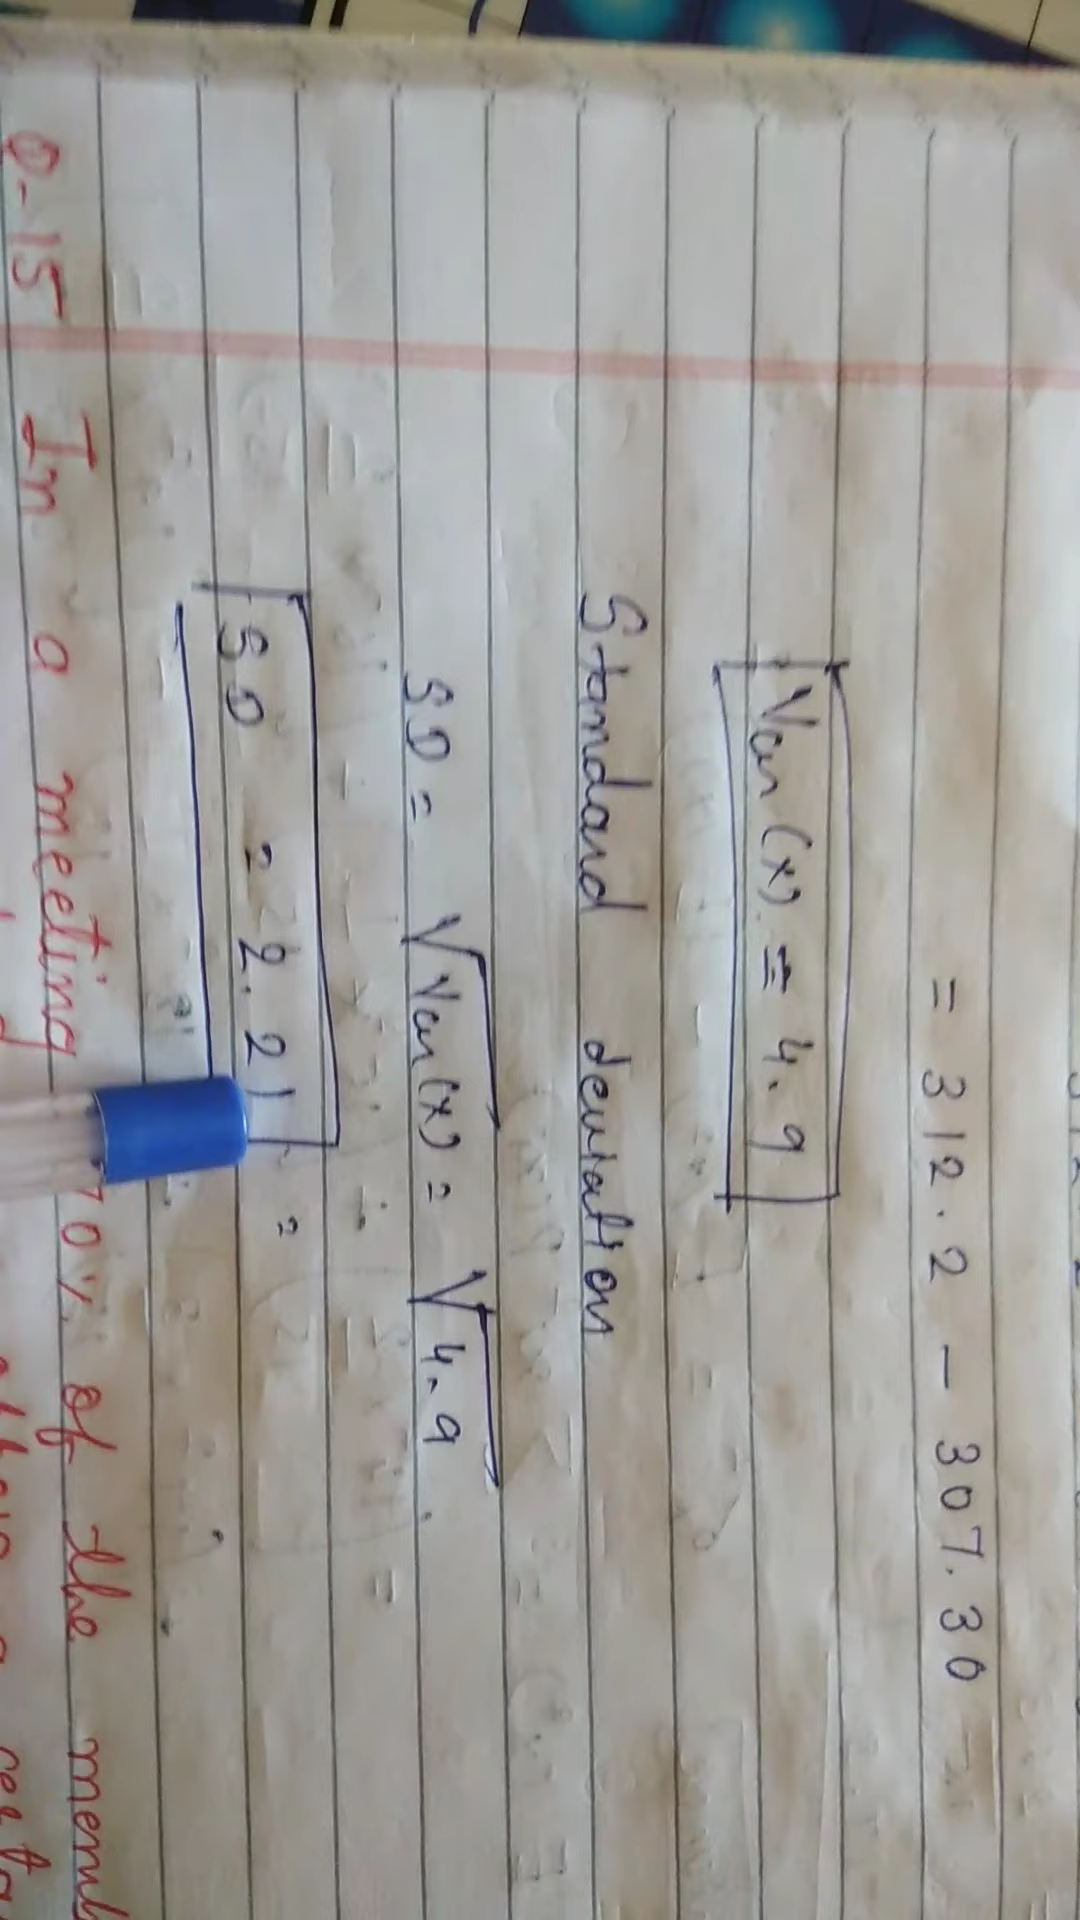 = 312.2 - 307.30
Var(x) = 4.9
Standard deviation
SD = √Var(x) = √4.9
SD = 2.21
Q-15 In a meeting 70% of the